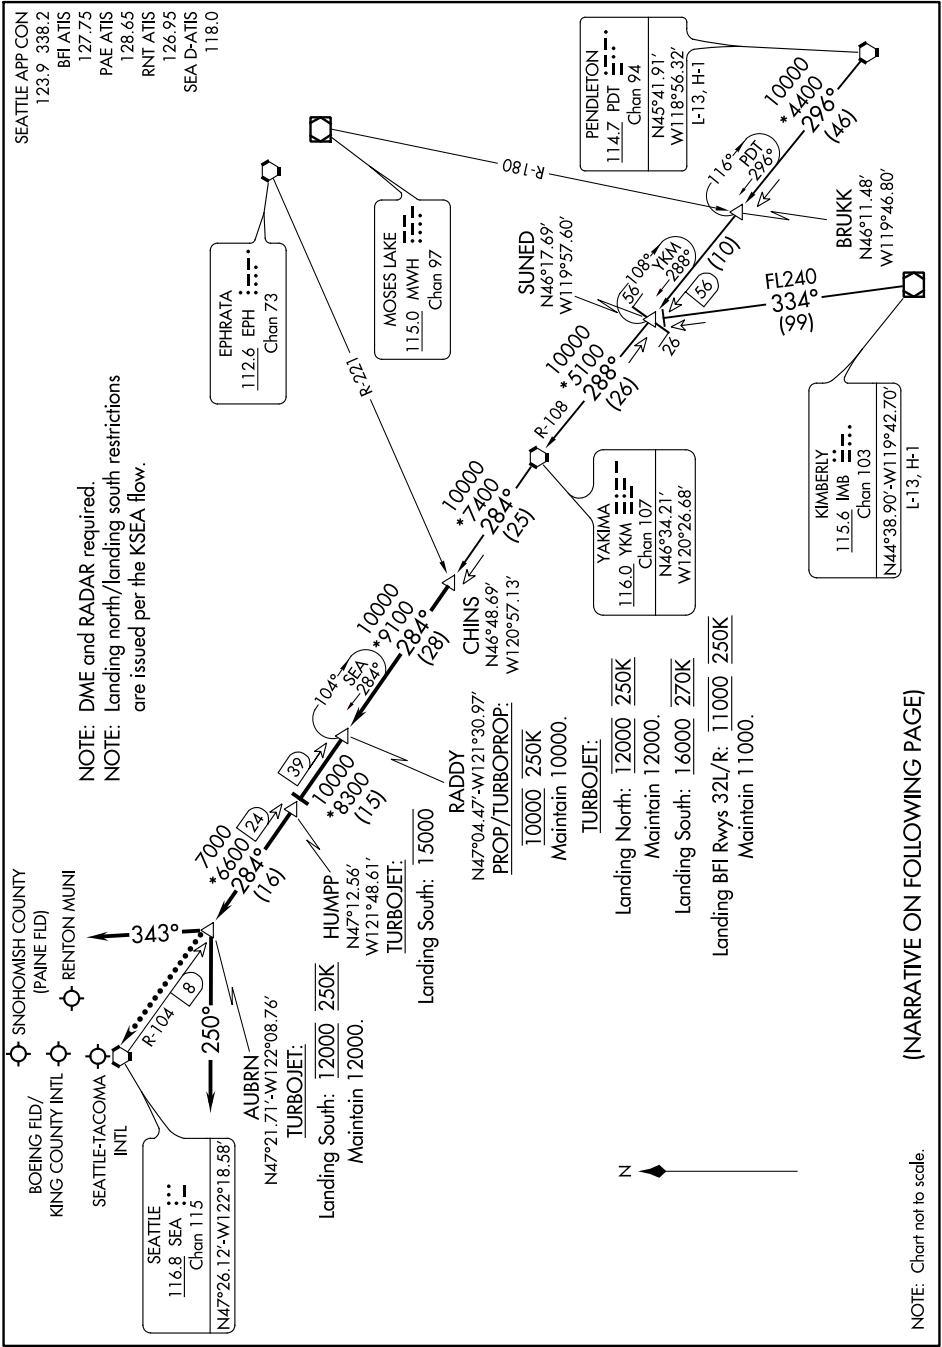 SEATTLE APP CON
123.9 338.2
BFI ATIS
127.75
PAE ATIS
128.65
RNT ATIS
126.95
SEA D-ATIS
118.0
NOTE: DME and RADAR required.
NOTE: Landing north/landing south restrictions
are issued per the KSEA flow.
SNOHOMISH COUNTY
(PAINE FLD)
RENTON MUNI
BOEING FLD/
KING COUNTY INTL
SEATTLE-TACOMA
INTL
SEATTLE
116.8 SEA
Chan 115
N47°26.12'-W122°18.58'
R-104
8
343°
250°
AUBRN
N47°21.71'-W122°08.76'
TURBOJET:
Landing South: 12000 250K
Maintain 12000.
7000
*6600
284°
(16)
24
HUMPP
N47°12.56'
W121°48.61'
TURBOJET:
Landing South: 15000
39
10000
*8300
(15)
104°
SEA
284°
RADDY
N47°04.47'-W121°30.97'
PROP/TURBOPROP:
10000 250K
Maintain 10000.
TURBOJET:
Landing North: 12000 250K
Maintain 12000.
Landing South: 16000 270K
Landing BFI Rwys 32L/R: 11000 250K
Maintain 11000.
10000
*9100
284°
(28)
CHINS
N46°48.69'
W120°57.13'
EPHRATA
112.6 EPH
Chan 73
R-221
MOSES LAKE
115.0 MWH
Chan 97
R-180
10000
*7400
284°
(25)
YAKIMA
116.0 YKM
Chan 107
N46°34.21'
W120°26.68'
R-108
10000
*5100
288°
(26)
SUNED
N46°17.69'
W119°57.60'
56
108°
YKM
288°
56
26
(10)
FL240
334°
(99)
KIMBERLY
115.6 IMB
Chan 103
N44°38.90'-W119°42.70'
L-13, H-1
BRUKK
N46°11.48'
W119°46.80'
116°
PDT
296°
10000
*4400
296°
(46)
PENDLETON
114.7 PDT
Chan 94
N45°41.91'
W118°56.32'
L-13, H-1
N
(NARRATIVE ON FOLLOWING PAGE)
NOTE: Chart not to scale.